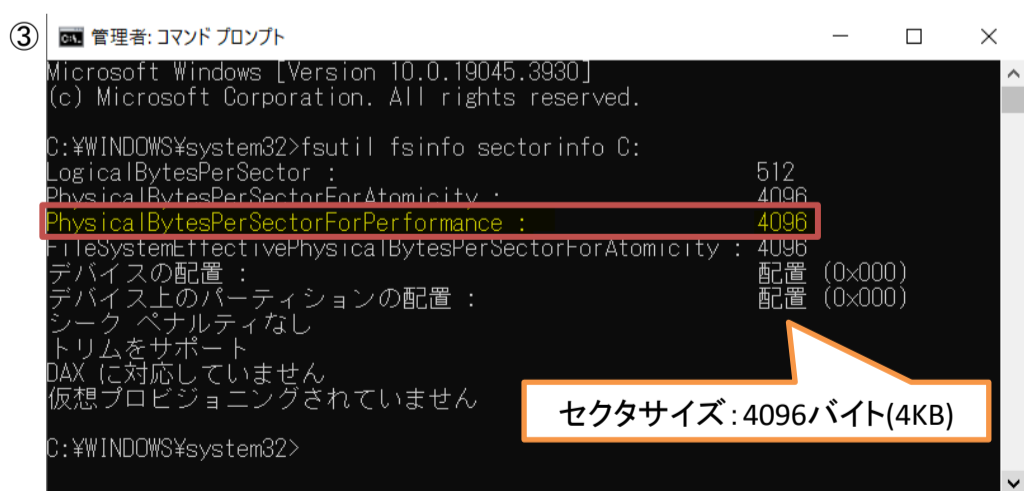 ③
管理者: コマンド プロンプト
Microsoft Windows [Version 10.0.19045.3930]
(c) Microsoft Corporation. All rights reserved.
C:¥WINDOWS¥system32>fsutil fsinfo sectorinfo C:
LogicalBytesPerSector : 512
PhysicalBytesPerSectorForAtomicity : 4096
PhysicalBytesPerSectorForPerformance : 4096
FileSystemEffectivePhysicalBytesPerSectorForAtomicity : 4096
デバイスの配置 : 配置 (0x000)
デバイス上のパーティションの配置 : 配置 (0x000)
シーク ペナルティなし
トリムをサポート
DAX に対応していません
仮想プロビジョニングされていません
セクタサイズ:4096バイト(4KB)
C:¥WINDOWS¥system32>